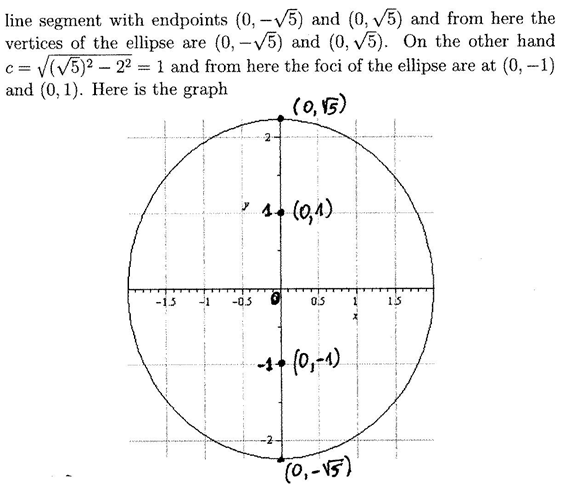 line segment with endpoints (0, −√5) and (0, √5) and from here the
vertices of the ellipse are (0, −√5) and (0, √5). On the other hand
c = √((√5)² − 2²) = 1 and from here the foci of the ellipse are at (0, −1)
and (0, 1). Here is the graph
(0, √5)
2
y 1 (0,1)
-1.5 -1 -0.5 0 0.5 1 1.5
x
-1 (0,-1)
-2
(0,-√5)